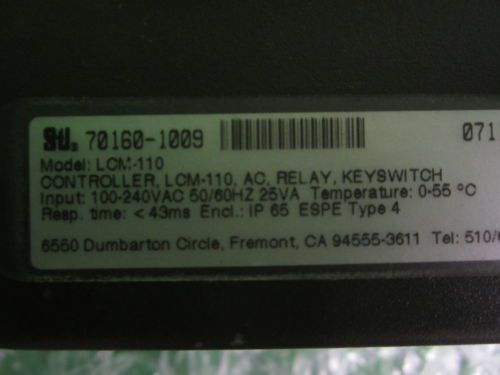 STI. 70160-1009 0711
Model: LCM-110
CONTROLLER, LCM-110, AC, RELAY, KEYSWITCH
Input: 100-240VAC 50/60HZ 25VA Temperature: 0-55 ºC
Resp. time: < 43ms Encl.: IP 65 ESPE Type 4
6550 Dumbarton Circle, Fremont, CA 94555-3611 Tel: 510/